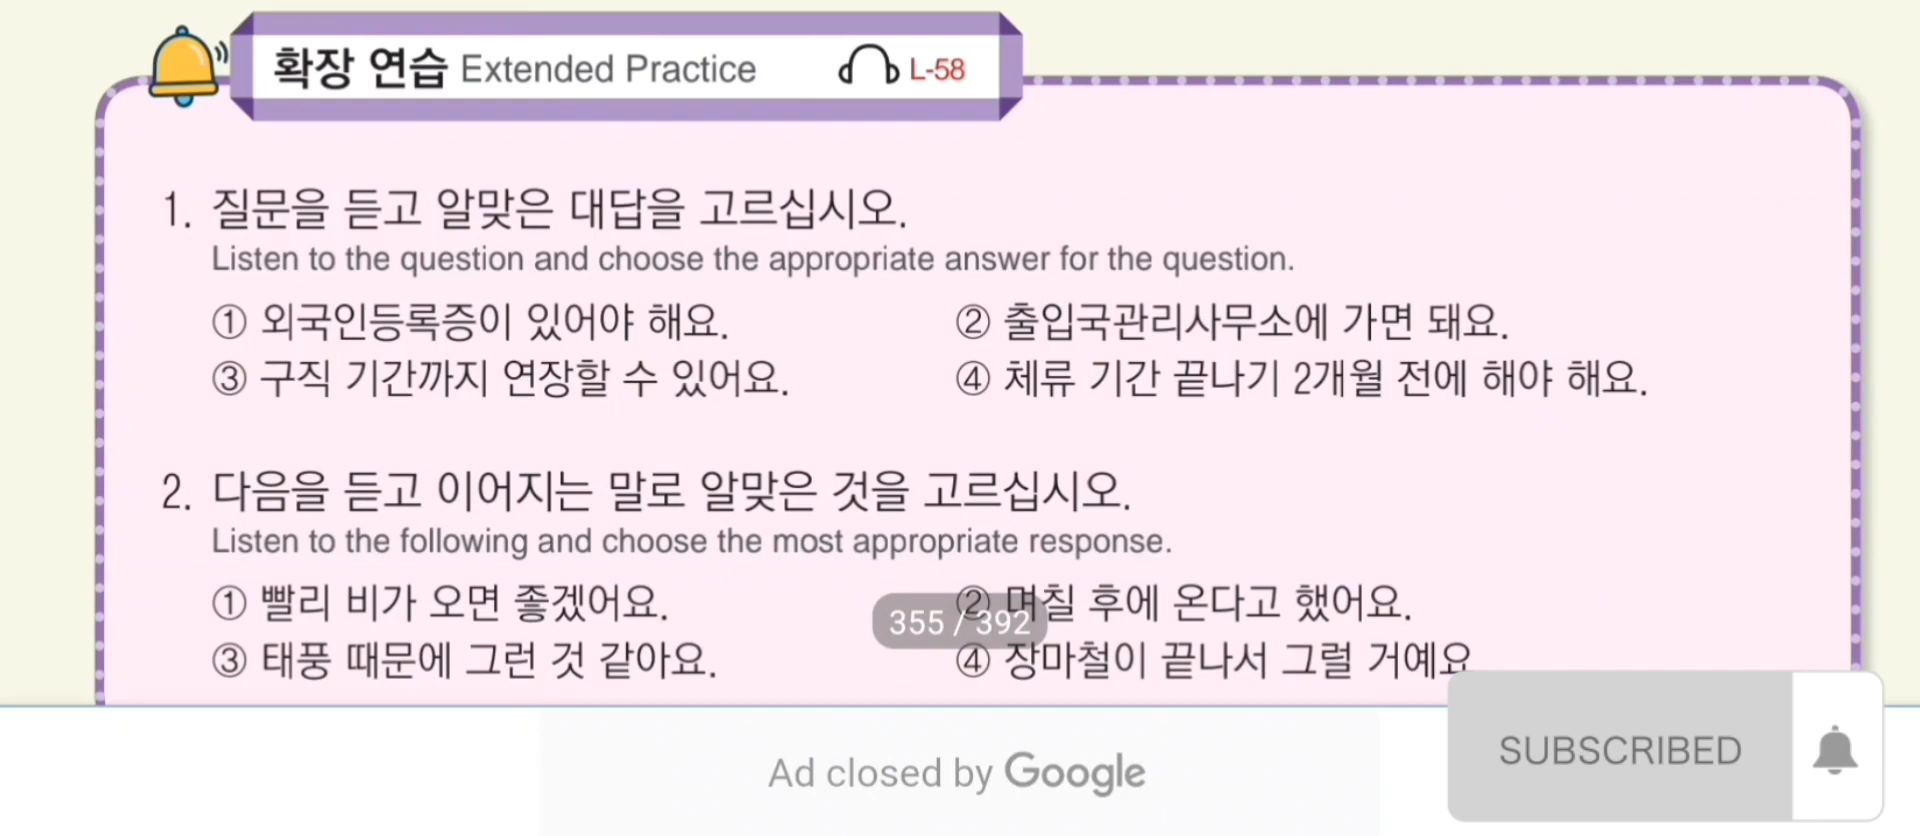 확장 연습 Extended Practice L-58
1. 질문을 듣고 알맞은 대답을 고르십시오.
Listen to the question and choose the appropriate answer for the question.
① 외국인등록증이 있어야 해요. ② 출입국관리사무소에 가면 돼요.
③ 구직 기간까지 연장할 수 있어요. ④ 체류 기간 끝나기 2개월 전에 해야 해요.
2. 다음을 듣고 이어지는 말로 알맞은 것을 고르십시오.
Listen to the following and choose the most appropriate response.
① 빨리 비가 오면 좋겠어요. ② 며칠 후에 온다고 했어요.
355 / 392
③ 태풍 때문에 그런 것 같아요. ④ 장마철이 끝나서 그럴 거예요
SUBSCRIBED
Ad closed by Google